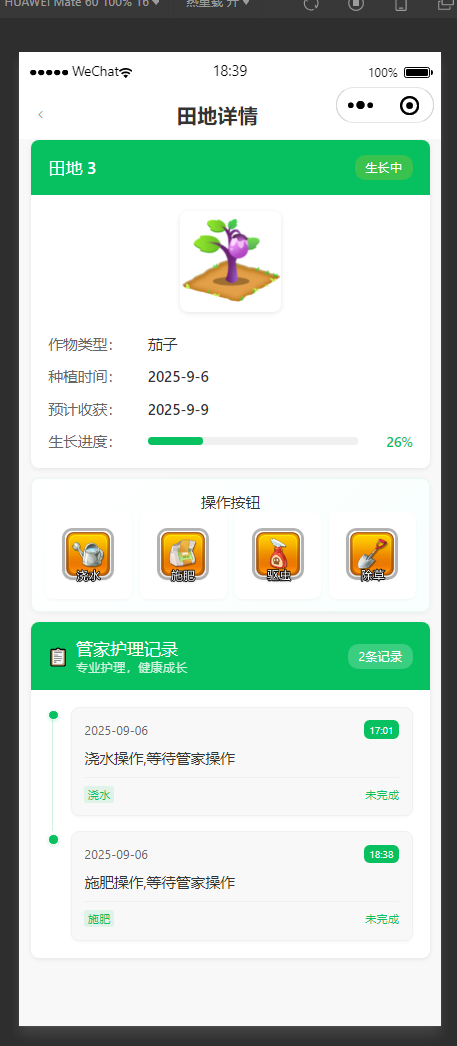 HUAWEI Mate 60 100% 16 热重载 开
WeChat 18:39 100%
田地详情
田地 3 生长中
作物类型： 茄子
种植时间： 2025-9-6
预计收获： 2025-9-9
生长进度： 26%
操作按钮
浇水 施肥 驱虫 除草
管家护理记录
专业护理，健康成长
2条记录
2025-09-06 17:01
浇水操作,等待管家操作
浇水 未完成
2025-09-06 18:38
施肥操作,等待管家操作
施肥 未完成